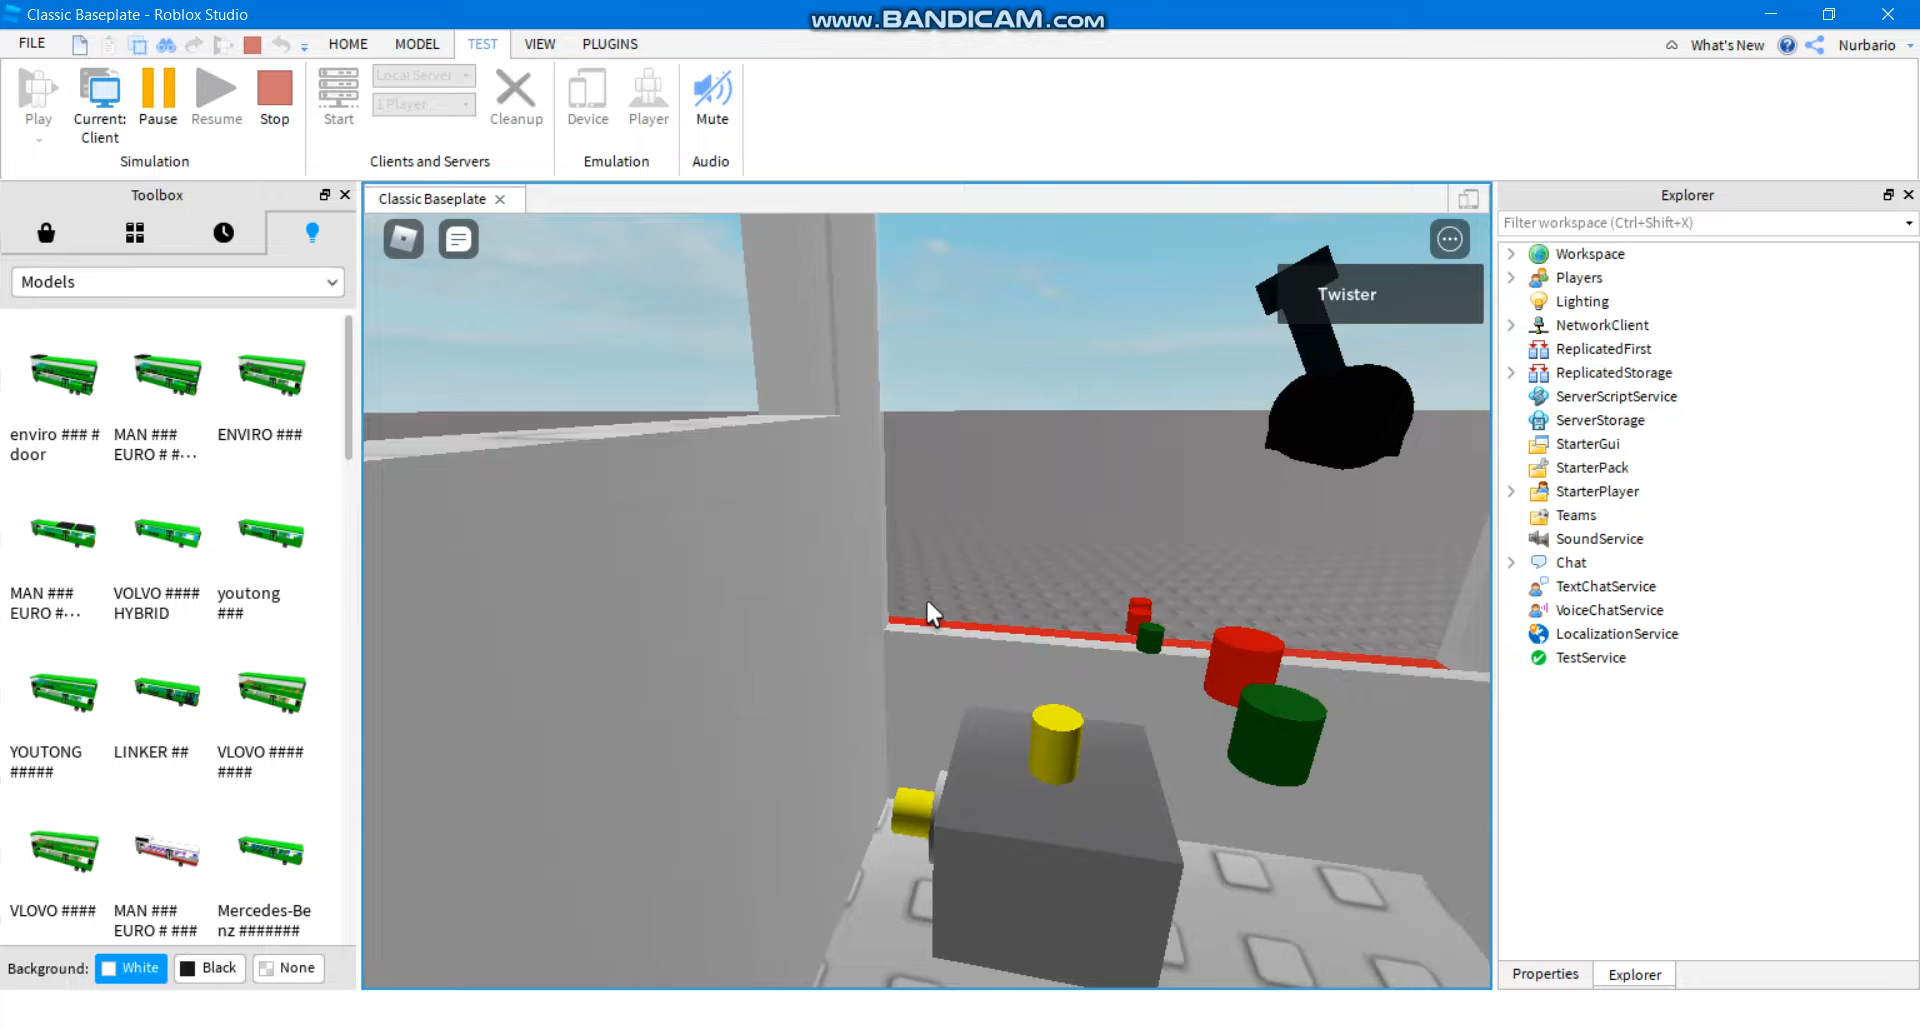 Classic Baseplate - Roblox Studio
www.BANDICAM.com
FILE
HOME
MODEL
TEST
VIEW
PLUGINS
What's New
Nurbario
Play
Current:
Client
Pause
Resume
Stop
Simulation
Start
Local Server
1 Player
Cleanup
Clients and Servers
Device
Player
Emulation
Mute
Audio
Toolbox
Models
enviro ### #
door
MAN ###
EURO # #...
ENVIRO ###
MAN ###
EURO #...
VOLVO ####
HYBRID
youtong
###
YOUTONG
#####
LINKER ##
VLOVO ####
####
VLOVO ####
MAN ###
EURO # ###
Mercedes-Be
nz #######
Background:
White
Black
None
Classic Baseplate
Twister
Explorer
Filter workspace (Ctrl+Shift+X)
Workspace
Players
Lighting
NetworkClient
ReplicatedFirst
ReplicatedStorage
ServerScriptService
ServerStorage
StarterGui
StarterPack
StarterPlayer
Teams
SoundService
Chat
TextChatService
VoiceChatService
LocalizationService
TestService
Properties
Explorer